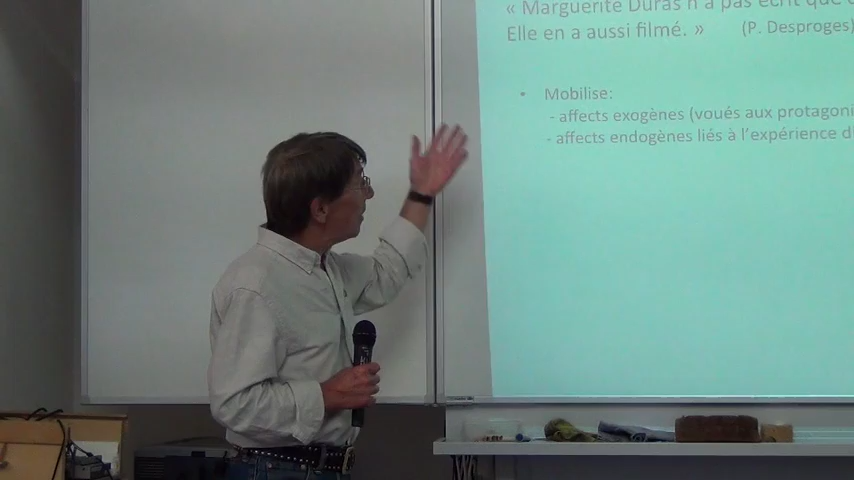 « Marguerite Duras n'a pas écrit que
Elle en a aussi filmé. » (P. Desproges)
• Mobilise:
- affects exogènes (voués aux protagoni
- affects endogènes liés à l'expérience d'